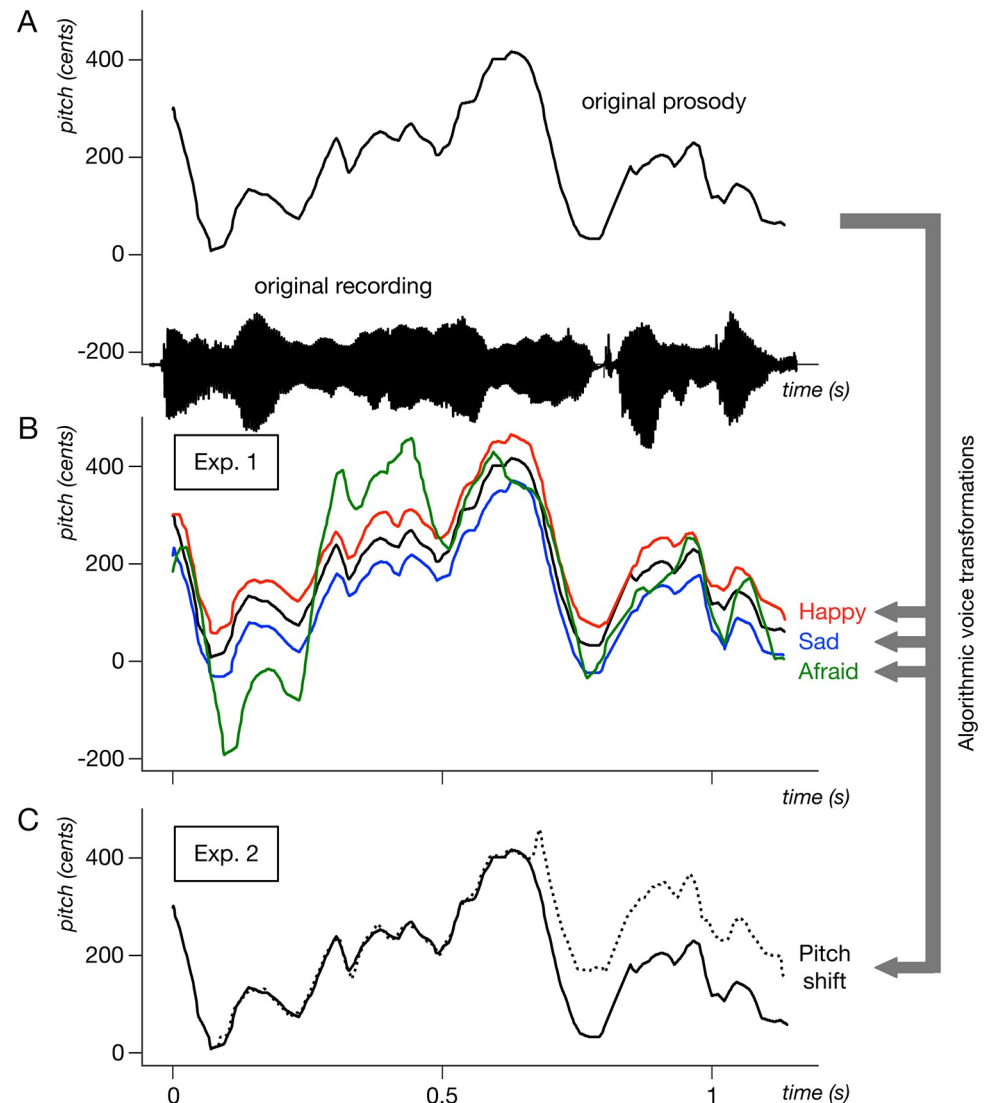 A
pitch (cents)
400
200
0
-200
original prosody
original recording
time (s)
B
Exp. 1
pitch (cents)
400
200
0
-200
Happy
Sad
Afraid
time (s)
Algorithmic voice transformations
C
Exp. 2
pitch (cents)
400
200
0
Pitch
shift
0
0.5
1
time (s)